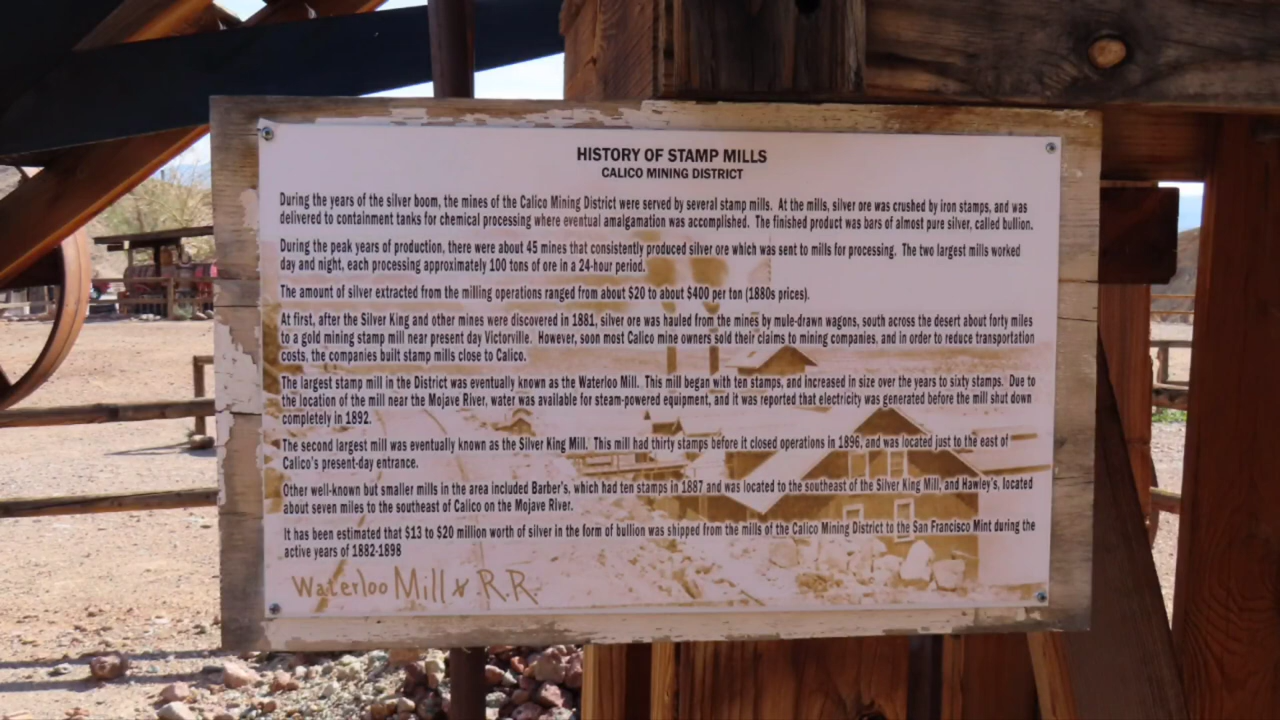 HISTORY OF STAMP MILLS
CALICO MINING DISTRICT
During the years of the silver boom, the mines of the Calico Mining District were served by several stamp mills. At the mills, silver ore was crushed by iron stamps, and was
delivered to containment tanks for chemical processing where eventual amalgamation was accomplished. The finished product was bars of almost pure silver, called bullion.
During the peak years of production, there were about 45 mines that consistently produced silver ore which was sent to mills for processing. The two largest mills worked
day and night, each processing approximately 100 tons of ore in a 24-hour period.
The amount of silver extracted from the milling operations ranged from about $20 to about $400 per ton (1880s prices).
At first, after the Silver King and other mines were discovered in 1881, silver ore was hauled from the mines by mule-drawn wagons, south across the desert about forty miles
to a gold mining stamp mill near present day Victorville. However, soon most Calico mine owners sold their claims to mining companies, and in order to reduce transportation
costs, the companies built stamp mills close to Calico.
The largest stamp mill in the District was eventually known as the Waterloo Mill. This mill began with ten stamps, and increased in size over the years to sixty stamps. Due to
the location of the mill near the Mojave River, water was available for steam-powered equipment, and it was reported that electricity was generated before the mill shut down
completely in 1892.
The second largest mill was eventually known as the Silver King Mill. This mill had thirty stamps before it closed operations in 1896, and was located just to the east of
Calico's present-day entrance.
Other well-known but smaller mills in the area included Barber's, which had ten stamps in 1887 and was located to the southeast of the Silver King Mill, and Hawley's, located
about seven miles to the southeast of Calico on the Mojave River.
It has been estimated that $13 to $20 million worth of silver in the form of bullion was shipped from the mills of the Calico Mining District to the San Francisco Mint during the
active years of 1882-1898
Waterloo Mill & R.R.